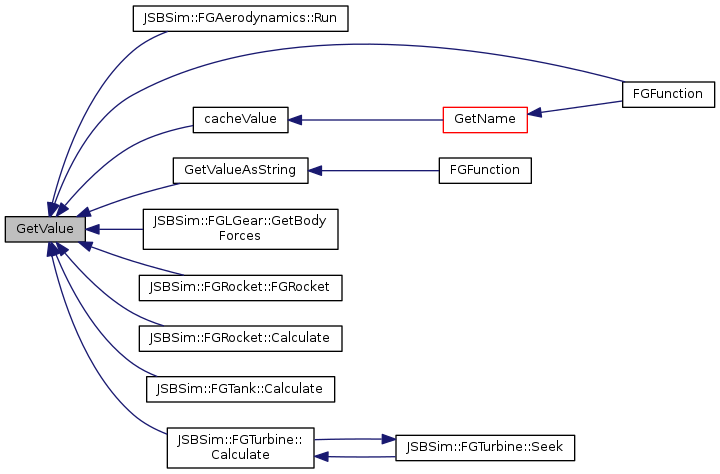 JSBSim::FGAerodynamics::Run
FGFunction
cacheValue
GetName
GetValueAsString
FGFunction
GetValue
JSBSim::FGLGear::GetBody
Forces
JSBSim::FGRocket::FGRocket
JSBSim::FGRocket::Calculate
JSBSim::FGTank::Calculate
JSBSim::FGTurbine::
Calculate
JSBSim::FGTurbine::Seek